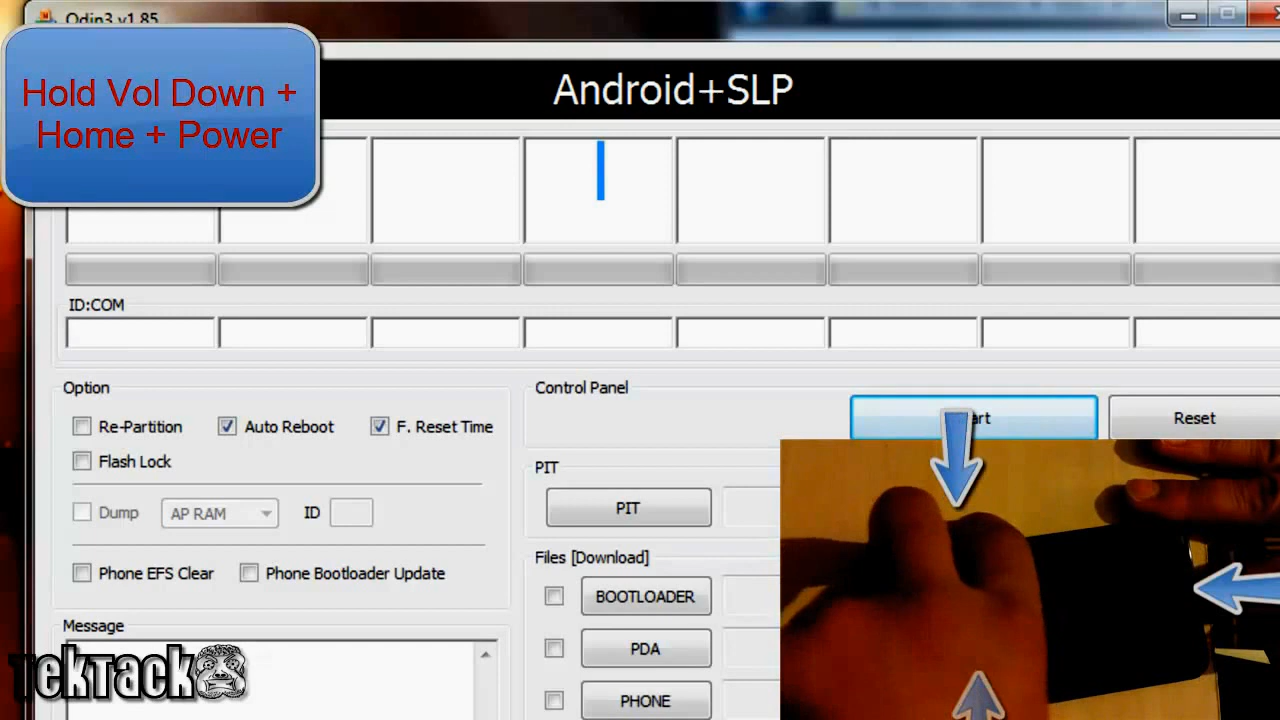 Odin3 v1.85
Hold Vol Down +
Home + Power
Android+SLP
ID:COM
Option
Re-Partition
Auto Reboot
F. Reset Time
Flash Lock
Dump
AP RAM
ID
Phone EFS Clear
Phone Bootloader Update
Message
TekTack
Control Panel
Reset
PIT
PIT
Files [Download]
BOOTLOADER
PDA
PHONE